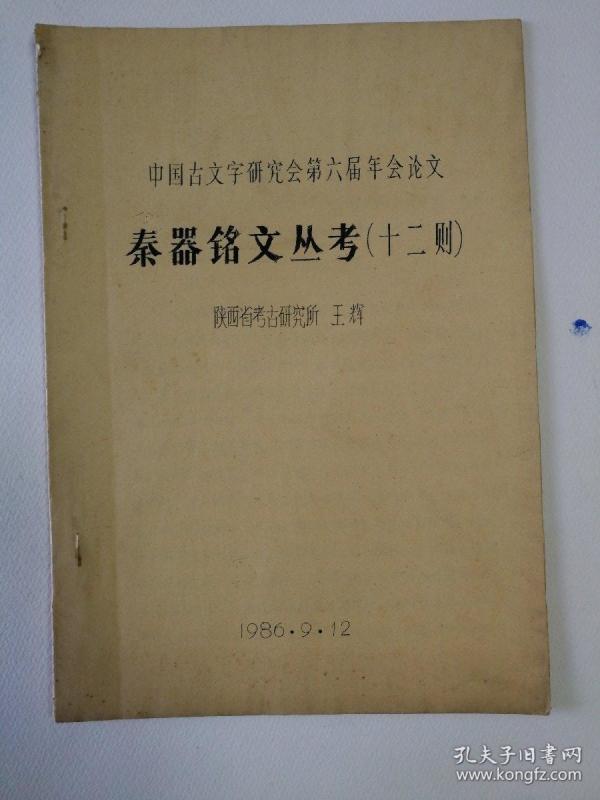 中国古文字研究会第六届年会论文
秦器铭文丛考(十二则)
陕西省考古研究所 王辉
1986·9·12
孔夫子旧书网
www.kongfz.com